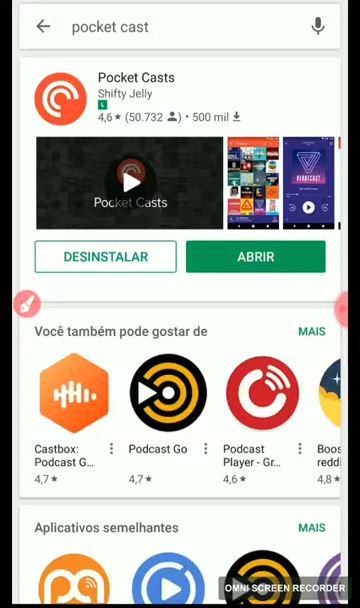 pocket cast
Pocket Casts
Shifty Jelly
L
4,6★ (50.732) • 500 mil
Pocket Casts
VERGECAST
DESINSTALAR
ABRIR
Você também pode gostar de
MAIS
Castbox:
Podcast G...
4,7★
Podcast Go
4,7★
Podcast
Player - Gr...
4,6★
Boos
reddi
4,8★
Aplicativos semelhantes
MAIS
OMNI SCREEN RECORDER